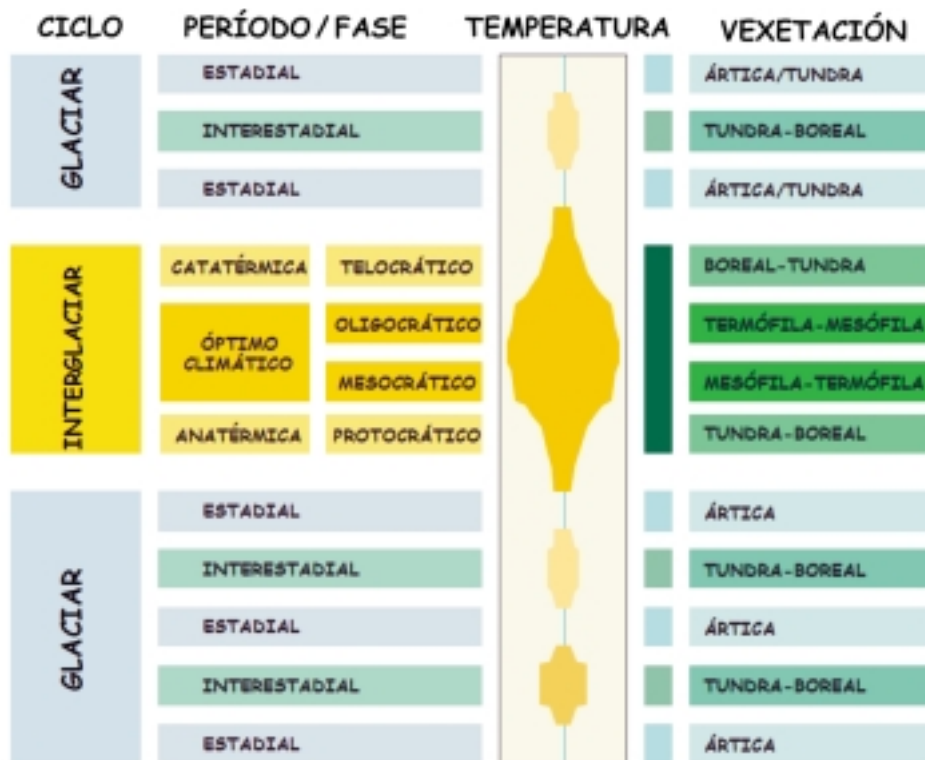 CICLO PERÍODO / FASE TEMPERATURA VEXETACIÓN
GLACIAR
ESTADIAL ÁRTICA/TUNDRA
INTERESTADIAL TUNDRA-BOREAL
ESTADIAL ÁRTICA/TUNDRA
INTERGLACIAR
CATATÉRMICA TELOCRÁTICO BOREAL-TUNDRA
ÓPTIMO
CLIMÁTICO
OLIGOCRÁTICO TERMÓFILA-MESÓFILA
MESOCRÁTICO MESÓFILA-TERMÓFILA
ANATÉRMICA PROTOCRÁTICO TUNDRA-BOREAL
GLACIAR
ESTADIAL ÁRTICA
INTERESTADIAL TUNDRA-BOREAL
ESTADIAL ÁRTICA
INTERESTADIAL TUNDRA-BOREAL
ESTADIAL ÁRTICA